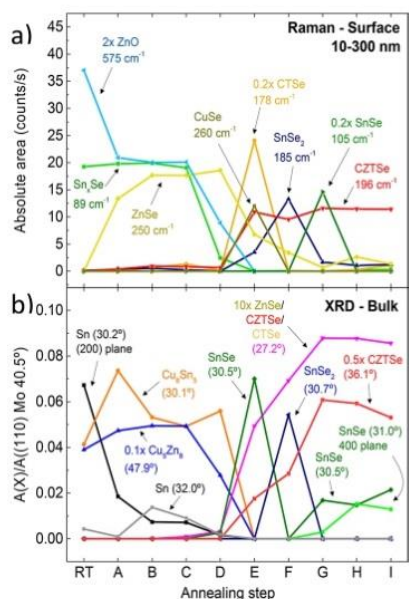 a)
Raman - Surface
10-300 nm
2x ZnO
575 cm⁻¹
0.2x CTSe
178 cm⁻¹
CuSe
260 cm⁻¹
0.2x SnSe
105 cm⁻¹
SnSe₂
185 cm⁻¹
CZTSe
196 cm⁻¹
SnₓSe
89 cm⁻¹
ZnSe
250 cm⁻¹
Absolute area (counts/s)
40
35
30
25
20
15
10
5
0
b)
XRD - Bulk
10x ZnSe/
CZTSe/
CTSe
(27.2º)
Sn (30.2º)
(200) plane
Cu₆Sn₅
(30.1º)
SnSe
(30.5º)
SnSe₂
(30.7º)
0.5x CZTSe
(36.1º)
0.1x Cu₅Zn₈
(47.9º)
SnSe (31.0º)
400 plane
Sn (32.0º)
SnSe
(30.5º)
A(X)/A((110) Mo 40.5º)
0.10
0.08
0.06
0.04
0.02
0.00
RT A B C D E F G H I
Annealing step